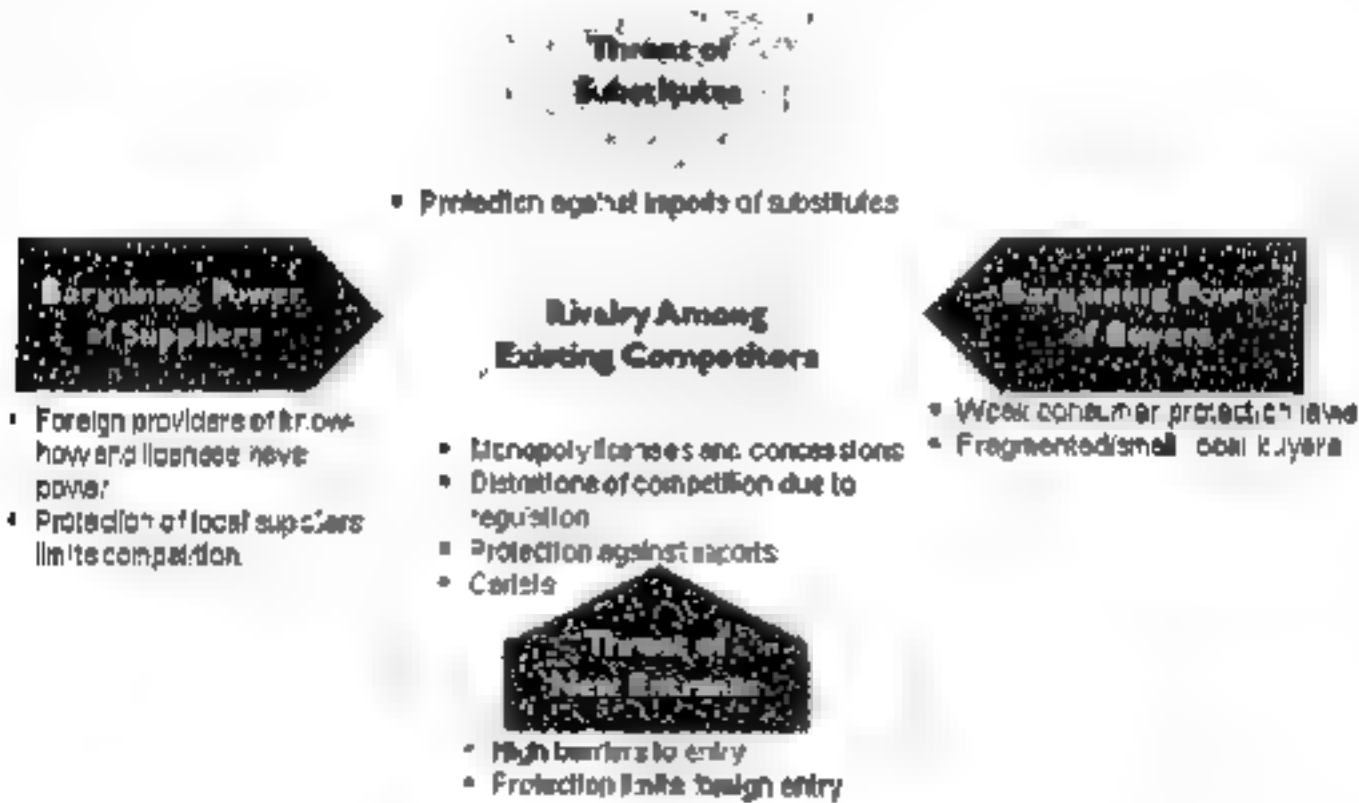 Threat of
Substitutes
• Protection against imports of substitutes
Bargaining Power
of Suppliers
• Foreign providers of know-
how and licenses have
power
• Protection of local suppliers
limits competition
Rivalry Among
Existing Competitors
• Monopoly licenses and concessions
• Distortions of competition due to
regulation
• Protection against imports
• Cartels
Bargaining Power
of Buyers
• Weak consumer protection laws
• Fragmented/small local buyers
Threat of
New Entrants
• High barriers to entry
• Protection limits foreign entry